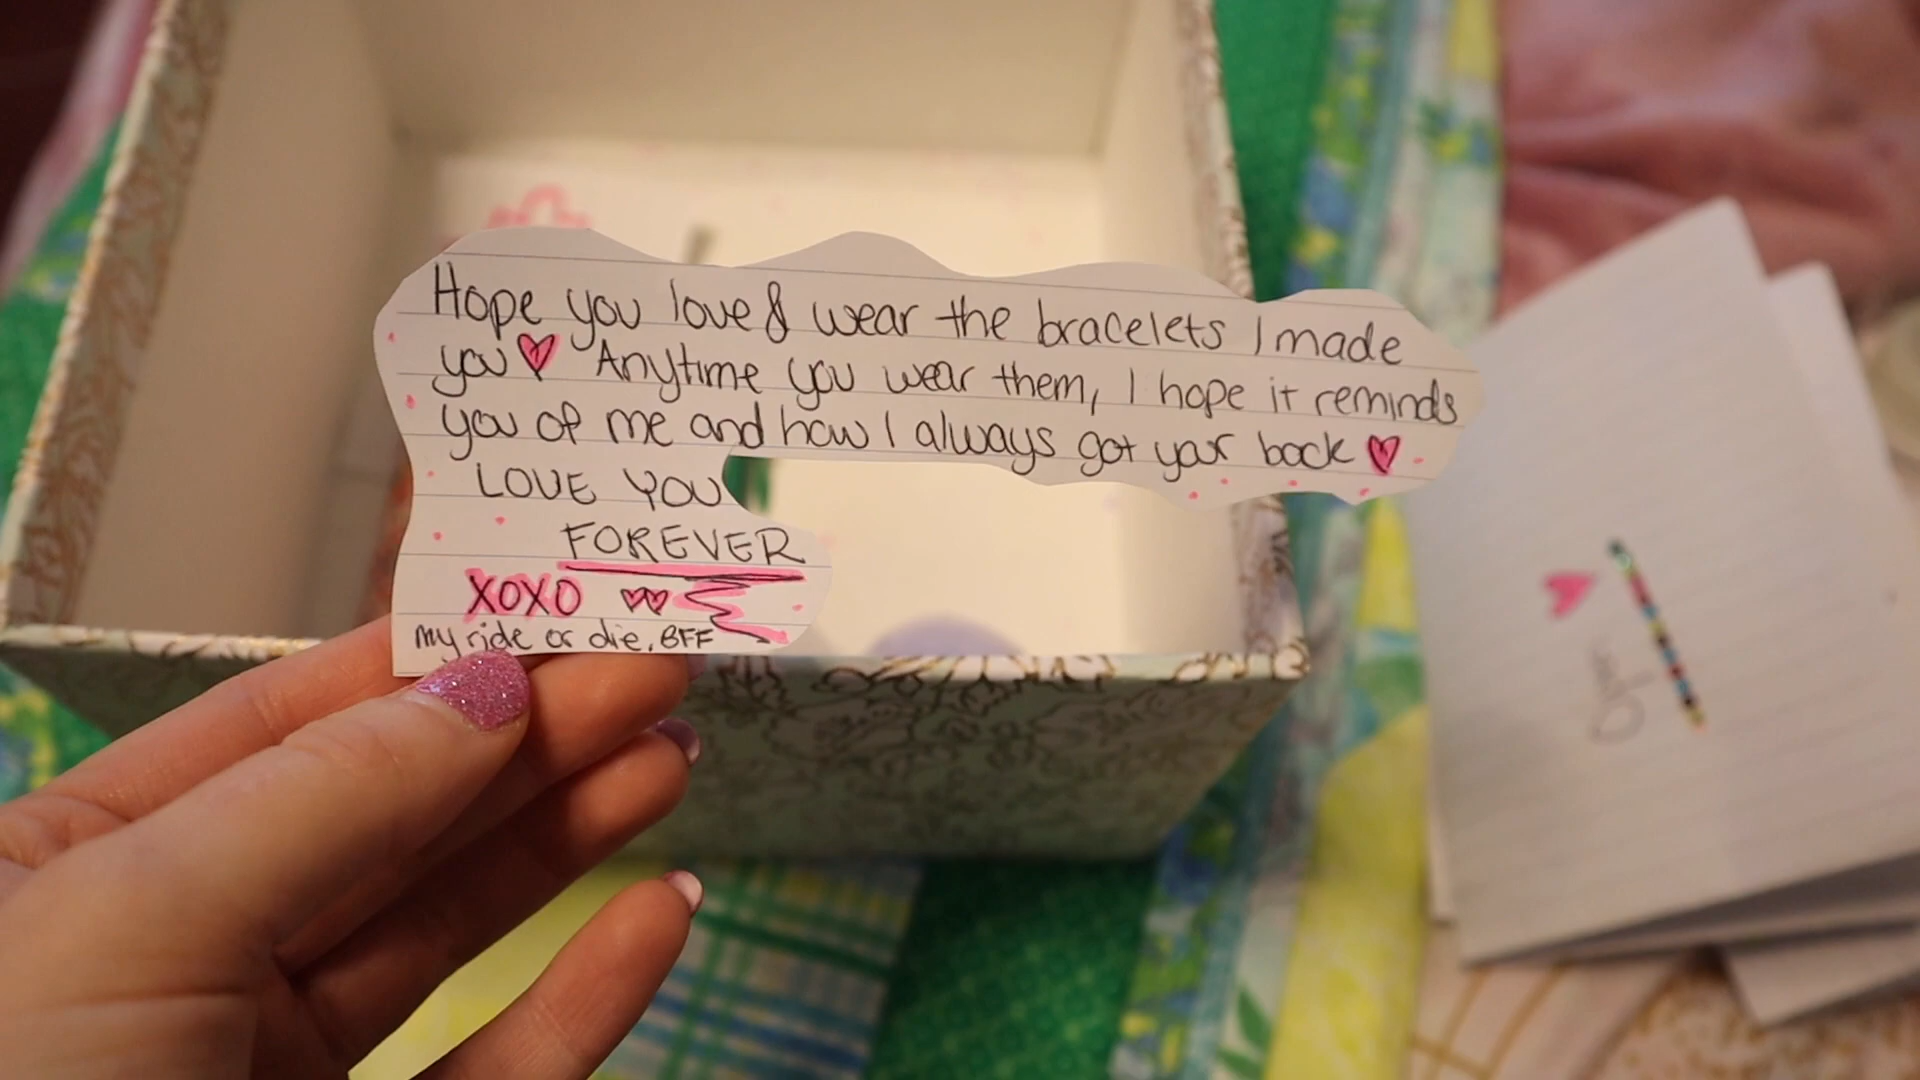 Hope you love & wear the bracelets I made
you ♥ Anytime you wear them, I hope it reminds
you of me and how I always got your back ♥
LOVE YOU
FOREVER
XOXO ♥♥
my ride or die, BFF